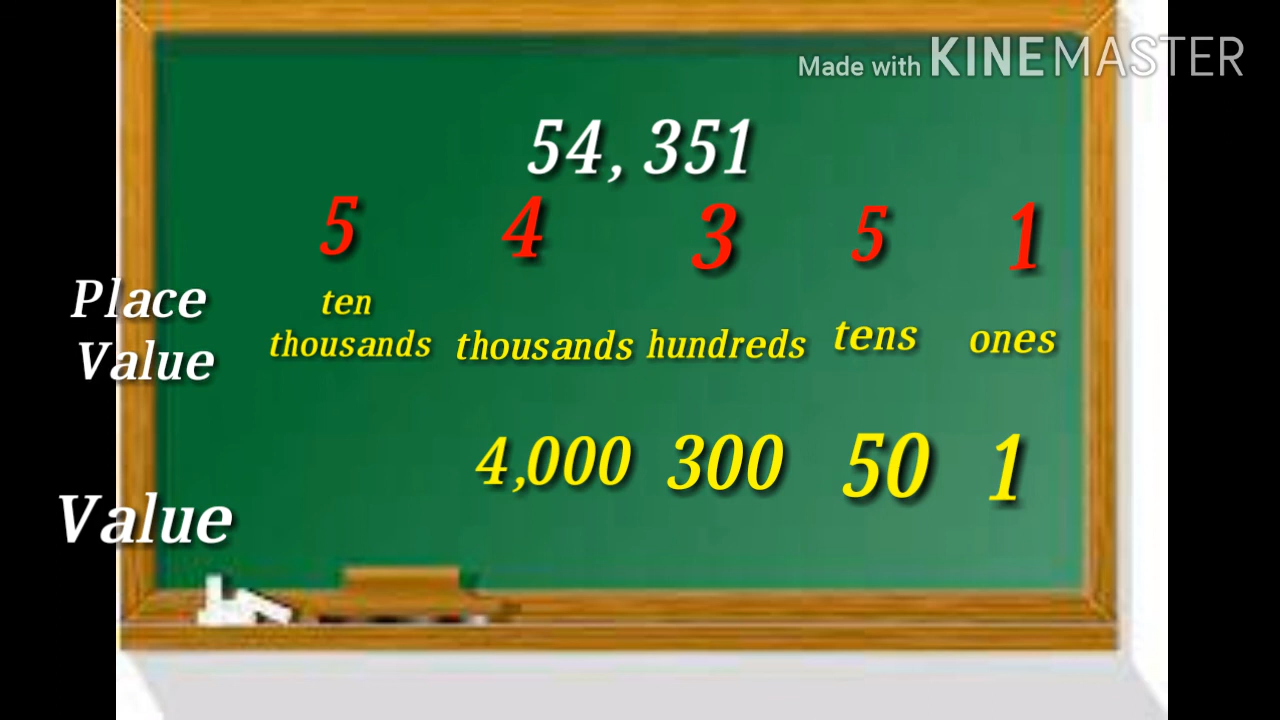 Made with KINEMASTER
54, 351
5 4 3 5 1
Place
Value
ten
thousands thousands hundreds tens ones
4,000 300 50 1
Value